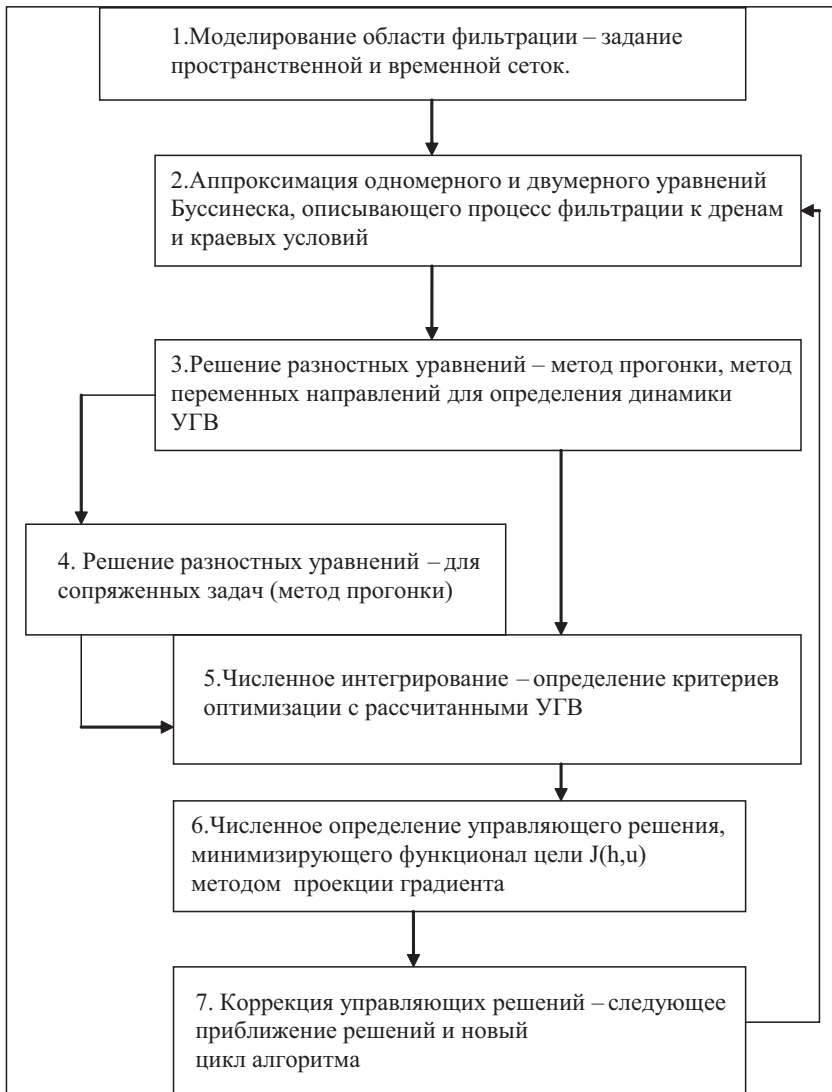 1.Моделирование области фильтрации – задание
пространственной и временной сеток.
2.Аппроксимация одномерного и двумерного уравнений
Буссинеска, описывающего процесс фильтрации к дренам
и краевых условий
3.Решение разностных уравнений – метод прогонки, метод
переменных направлений для определения динамики
УГВ
4. Решение разностных уравнений – для
сопряженных задач (метод прогонки)
5.Численное интегрирование – определение критериев
оптимизации с рассчитанными УГВ
6.Численное определение управляющего решения,
минимизирующего функционал цели J(h,u)
методом проекции градиента
7. Коррекция управляющих решений – следующее
приближение решений и новый
цикл алгоритма